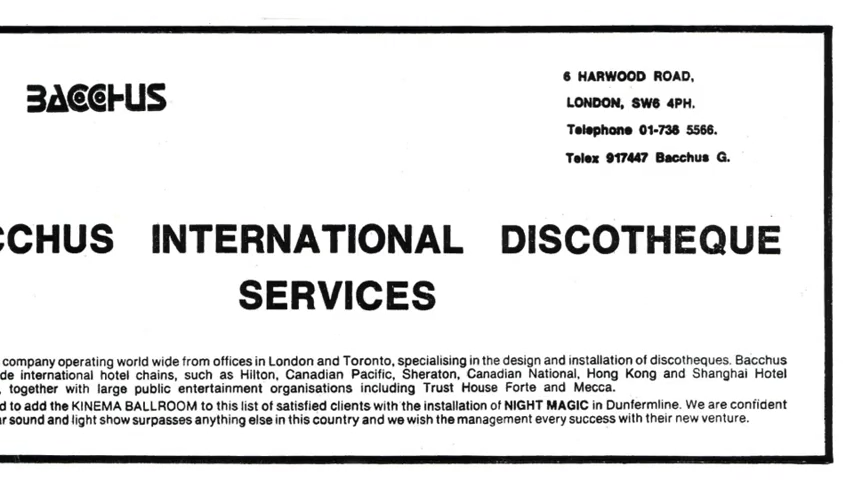 BACCHUS
6 HARWOOD ROAD,
LONDON, SW6 4PH.
Telephone 01-736 5566.
Telex 917447 Bacchus G.
CCHUS INTERNATIONAL DISCOTHEQUE
SERVICES
company operating world wide from offices in London and Toronto, specialising in the design and installation of discotheques. Bacchus
de international hotel chains, such as Hilton, Canadian Pacific, Sheraton, Canadian National, Hong Kong and Shanghai Hotel
, together with large public entertainment organisations including Trust House Forte and Mecca.
d to add the KINEMA BALLROOM to this list of satisfied clients with the installation of NIGHT MAGIC in Dunfermline. We are confident
r sound and light show surpasses anything else in this country and we wish the management every success with their new venture.